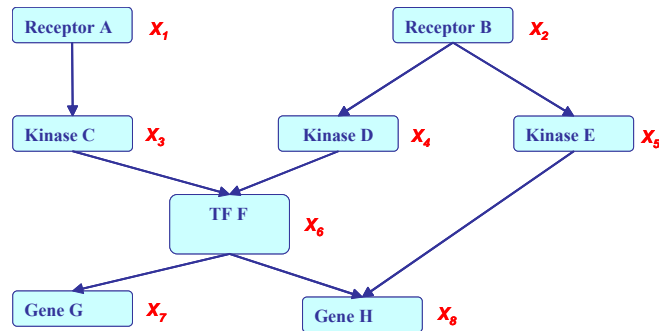 Receptor A X1
Receptor B X2
Kinase C X3
Kinase D X4
Kinase E X5
TF F
X6
Gene G X7
Gene H X8